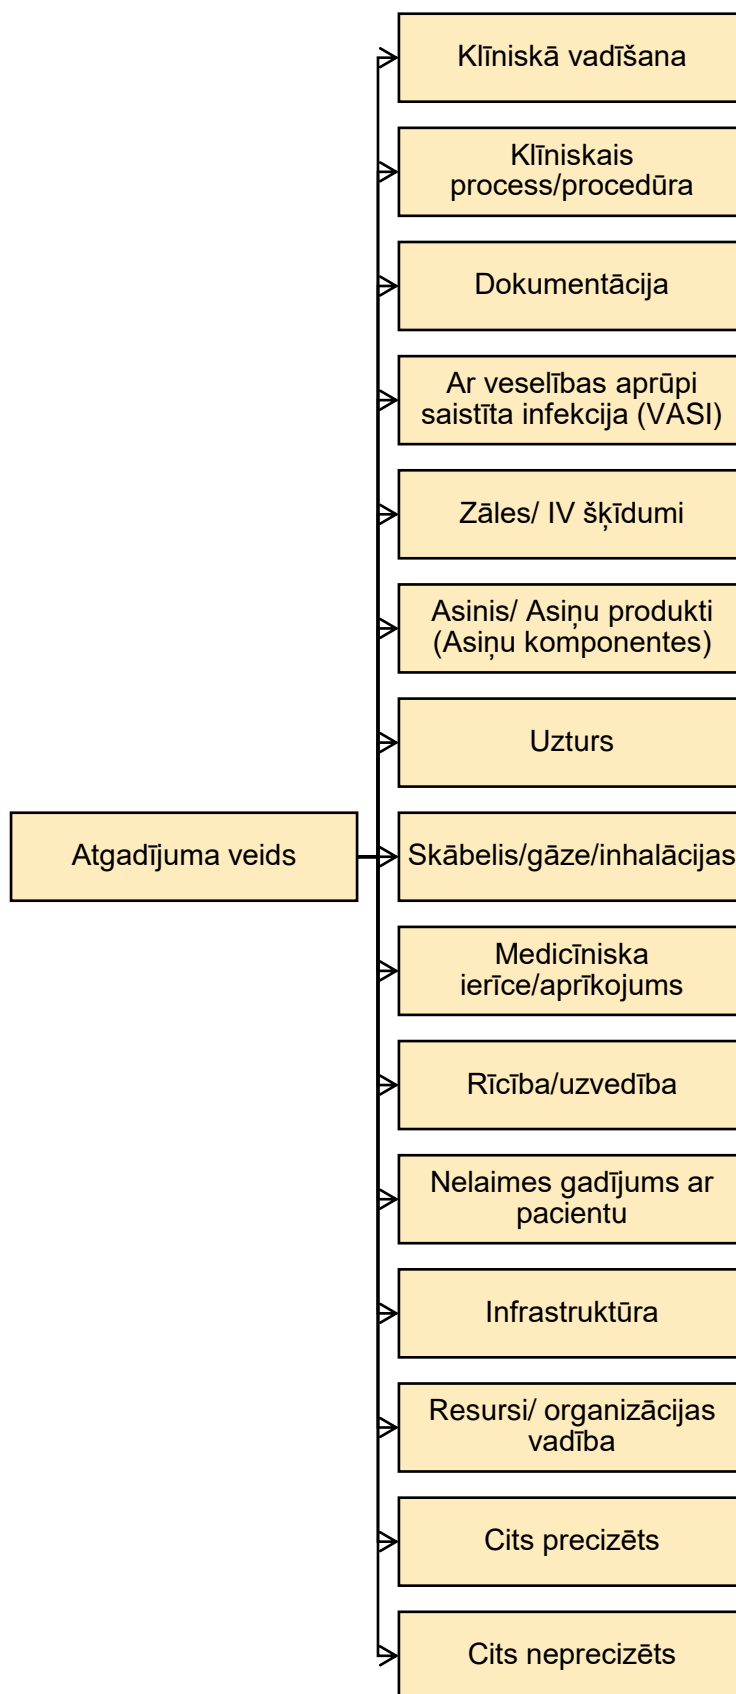 Klīniskā vadīšana
Klīniskais
process/procedūra
Dokumentācija
Ar veselības aprūpi
saistīta infekcija (VASI)
Zāles/ IV šķīdumi
Asinis/ Asiņu produkti
(Asiņu komponentes)
Uzturs
Atgadījuma veids
Skābelis/gāze/inhalācijas
Medicīniska
ierīce/aprīkojums
Rīcība/uzvedība
Nelaimes gadījums ar
pacientu
Infrastruktūra
Resursi/ organizācijas
vadība
Cits precizēts
Cits neprecizēts